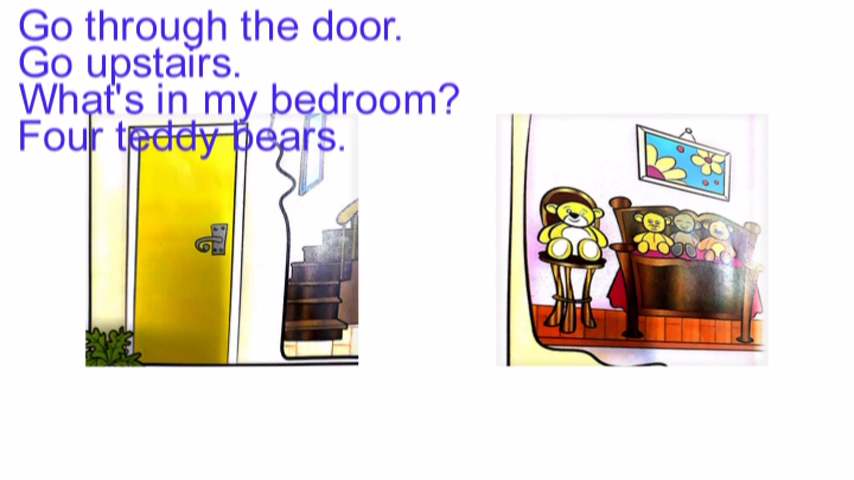 Go through the door.
Go upstairs.
What's in my bedroom?
Four teddy bears.